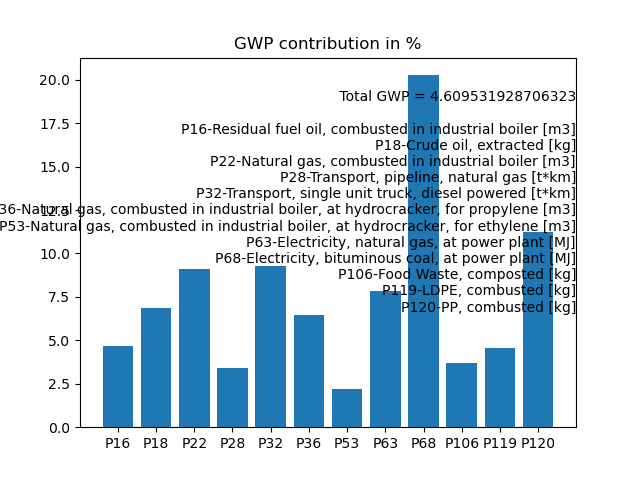 GWP contribution in %
20.0
Total GWP = 4.609531928706323
17.5
P16-Residual fuel oil, combusted in industrial boiler [m3]
P18-Crude oil, extracted [kg]
15.0
P22-Natural gas, combusted in industrial boiler [m3]
P28-Transport, pipeline, natural gas [t*km]
P32-Transport, single unit truck, diesel powered [t*km]
12.5
36-Natural gas, combusted in industrial boiler, at hydrocracker, for propylene [m3]
P53-Natural gas, combusted in industrial boiler, at hydrocracker, for ethylene [m3]
P63-Electricity, natural gas, at power plant [MJ]
10.0
P68-Electricity, bituminous coal, at power plant [MJ]
P106-Food Waste, composted [kg]
P119-LDPE, combusted [kg]
7.5
P120-PP, combusted [kg]
5.0
2.5
0.0
P16 P18 P22 P28 P32 P36 P53 P63 P68 P106 P119 P120